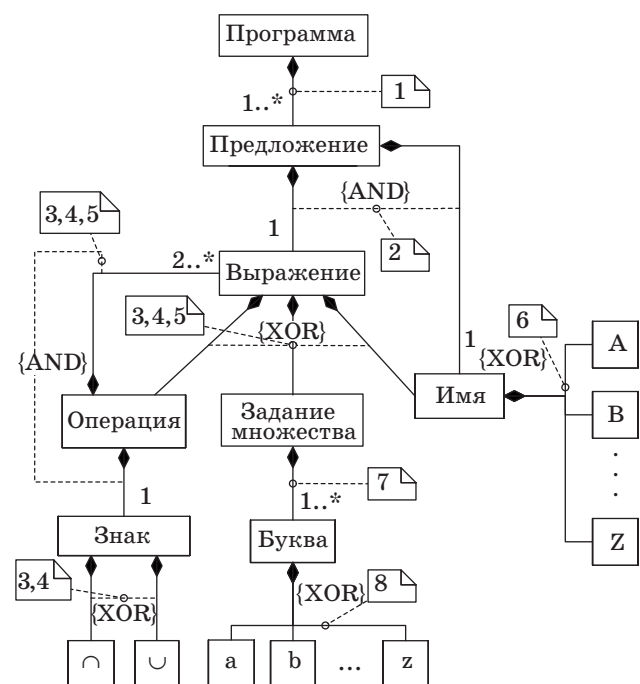 Программа
1
1..*
Предложение
{AND}
3,4,5
1
2
2..*
Выражение
3,4,5
{XOR}
6
1
{XOR}
A
{AND}
Операция
Задание
множества
Имя
B
7
1
1..*
Знак
Буква
Z
3,4
{XOR}
{XOR}
8
∩
∪
a
b
...
z